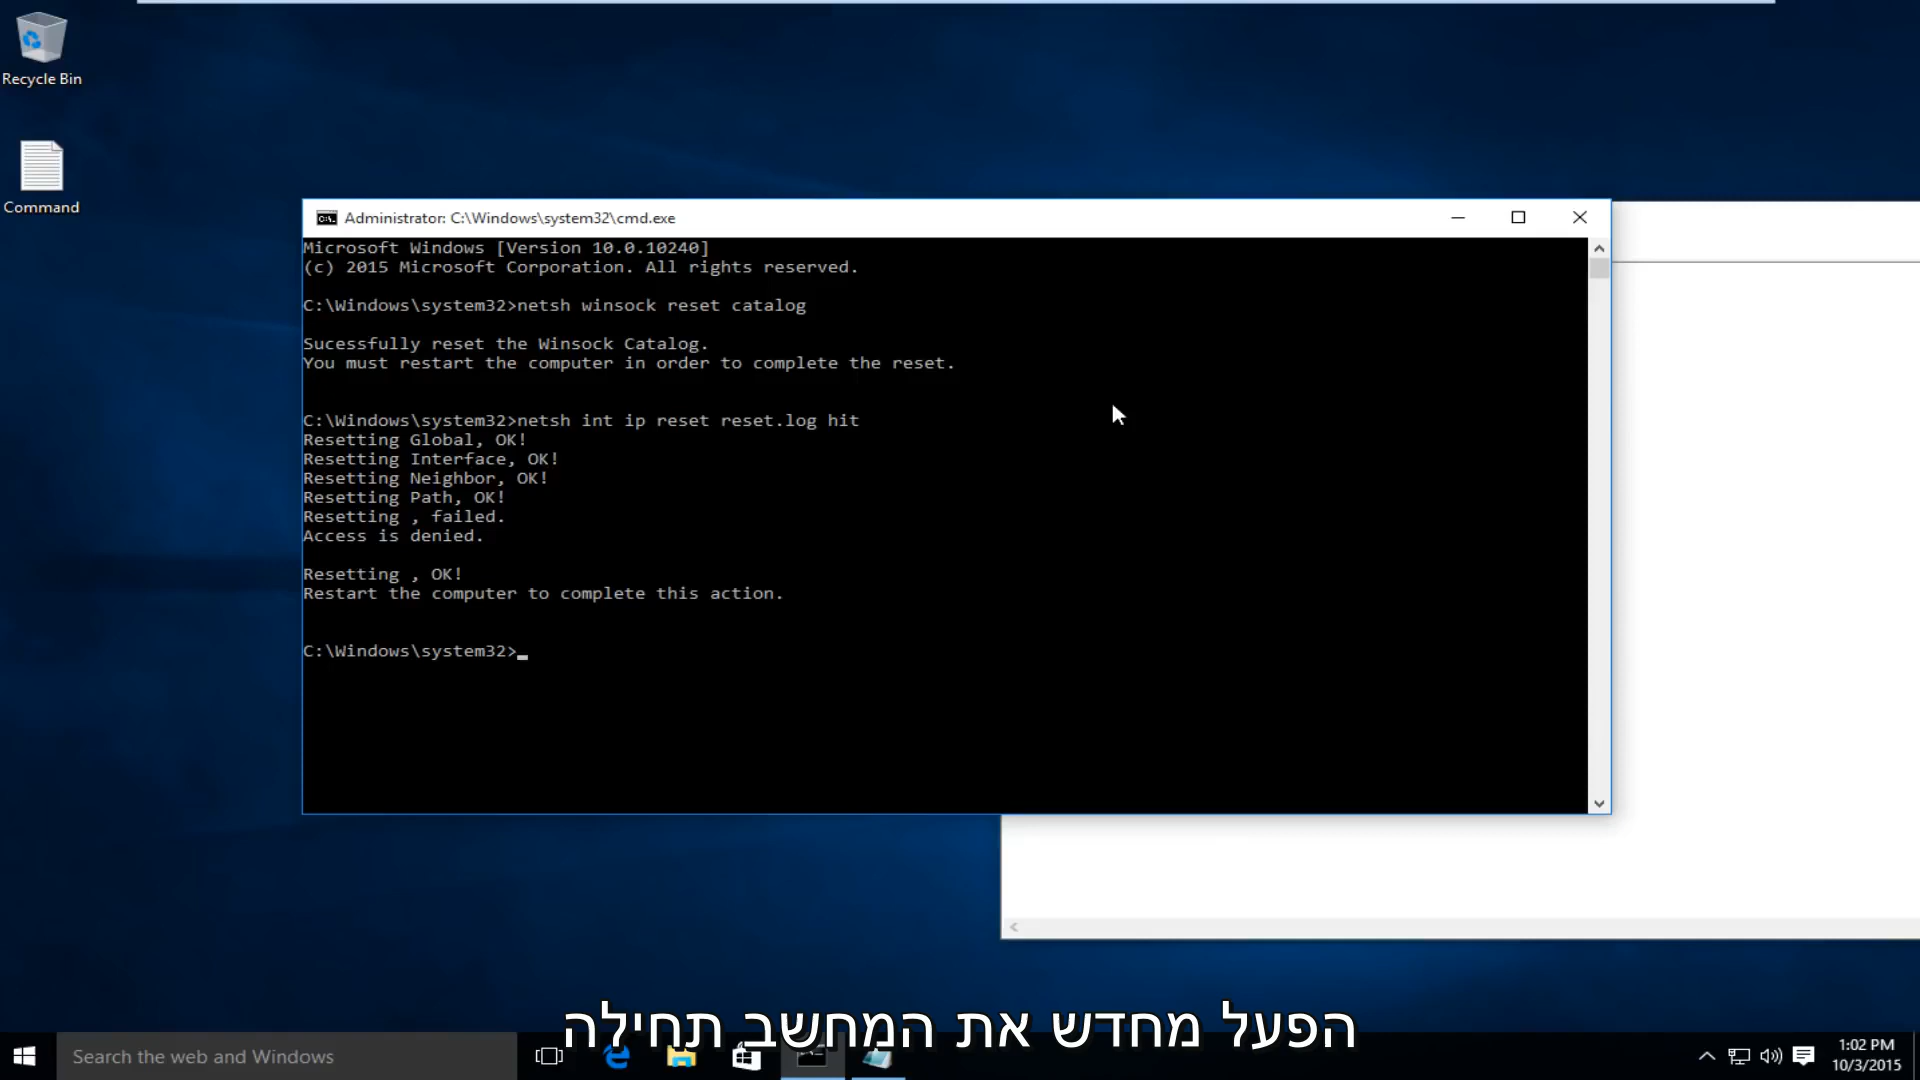 Recycle Bin
Command
Administrator: C:\Windows\system32\cmd.exe
Microsoft Windows [Version 10.0.10240]
(c) 2015 Microsoft Corporation. All rights reserved.
C:\Windows\system32>netsh winsock reset catalog
Sucessfully reset the Winsock Catalog.
You must restart the computer in order to complete the reset.
C:\Windows\system32>netsh int ip reset reset.log hit
Resetting Global, OK!
Resetting Interface, OK!
Resetting Neighbor, OK!
Resetting Path, OK!
Resetting , failed.
Access is denied.
Resetting , OK!
Restart the computer to complete this action.
C:\Windows\system32>_
הפעל מחדש את המחשב תחילה
Search the web and Windows
1:02 PM
10/3/2015